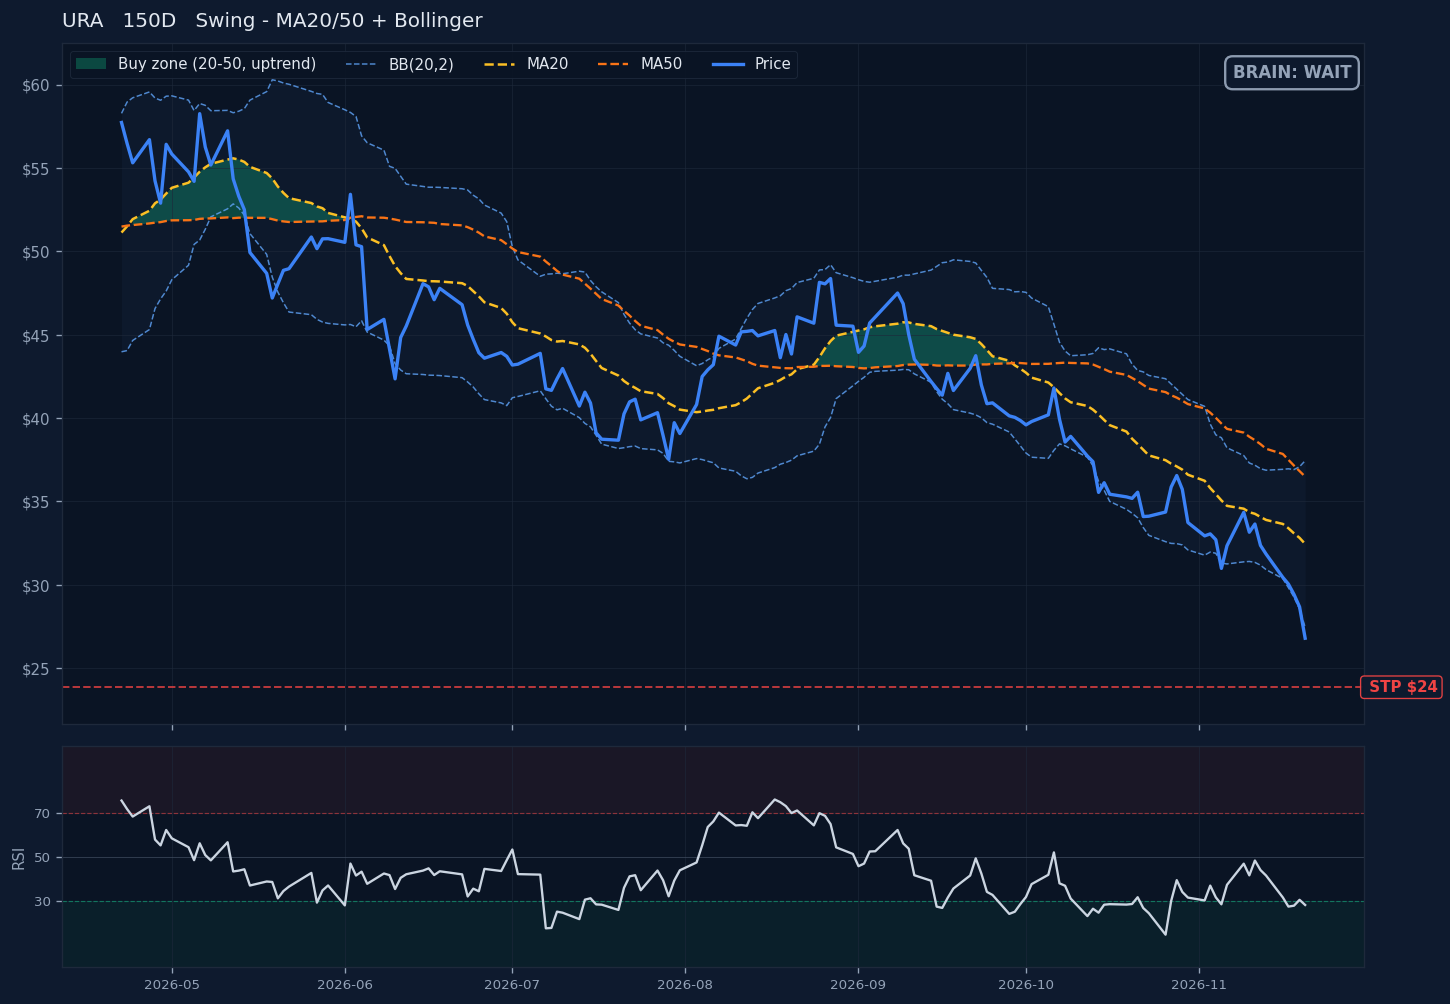 URA 150D Swing - MA20/50 + Bollinger
Buy zone (20-50, uptrend) BB(20,2) MA20 MA50 Price
BRAIN: WAIT
$60
$55
$50
$45
$40
$35
$30
$25
STP $24
70
50
30
RSI
2026-05 2026-06 2026-07 2026-08 2026-09 2026-10 2026-11